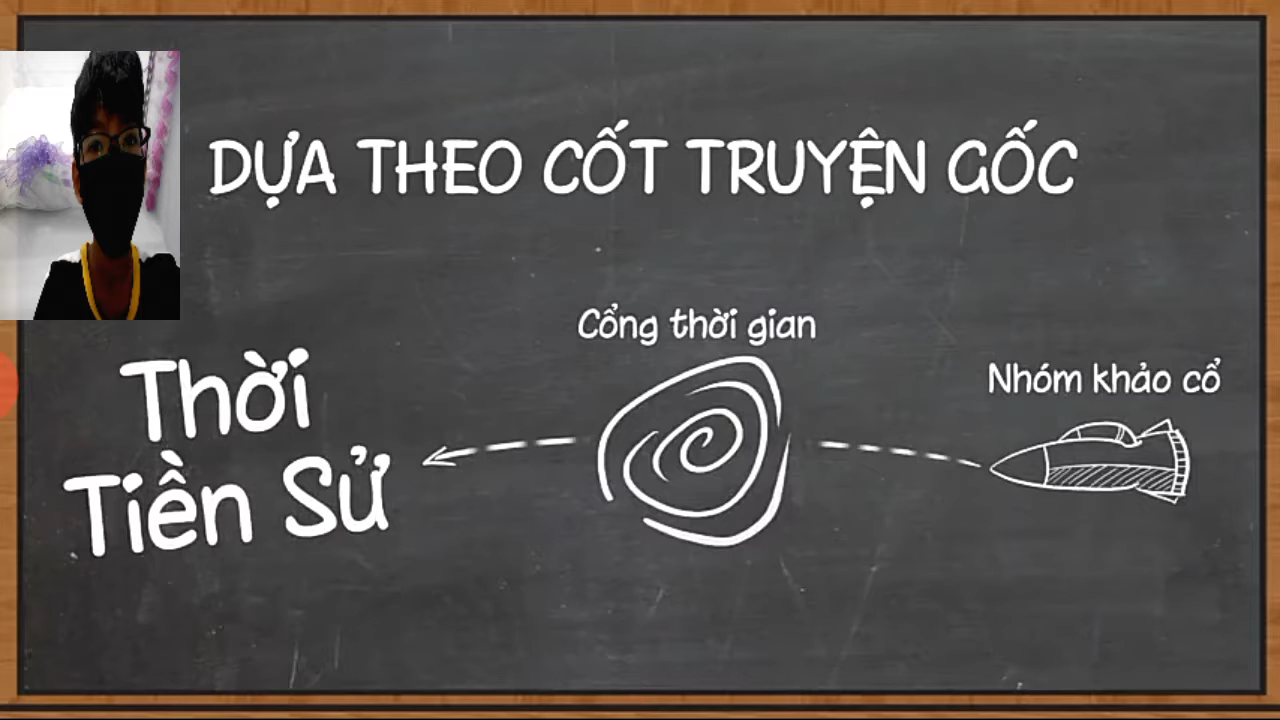 DỰA THEO CỐT TRUYỆN GỐC
Cổng thời gian
Nhóm khảo cổ
Thời
Tiền Sử